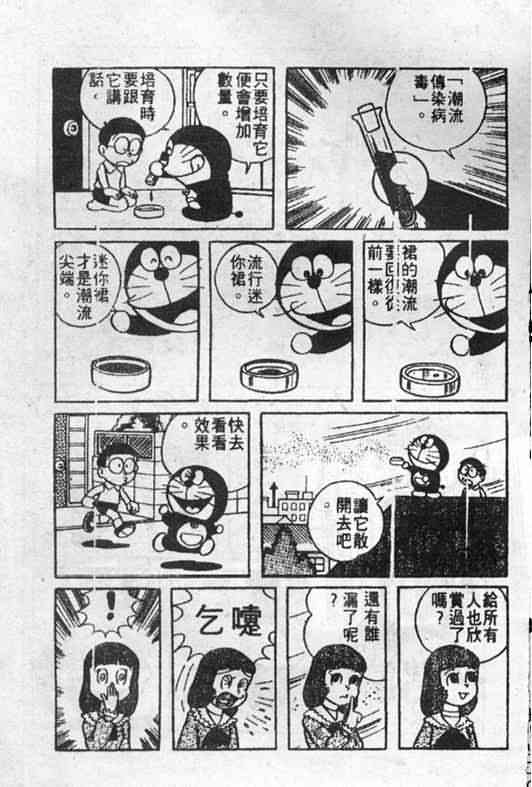 「潮流
傳染病
毒」。
只要培育它
便會增加
數量。
培育時
要跟
它講
話。
裙的潮流
要回復從
前一樣。
流行迷
你裙。
迷你裙
才是潮流
尖端。
讓它散
開去吧
。
快去
看看
效果
。
給所有
人也欣
賞過了
嗎？
還有誰
漏了呢
？
乞嚏
！